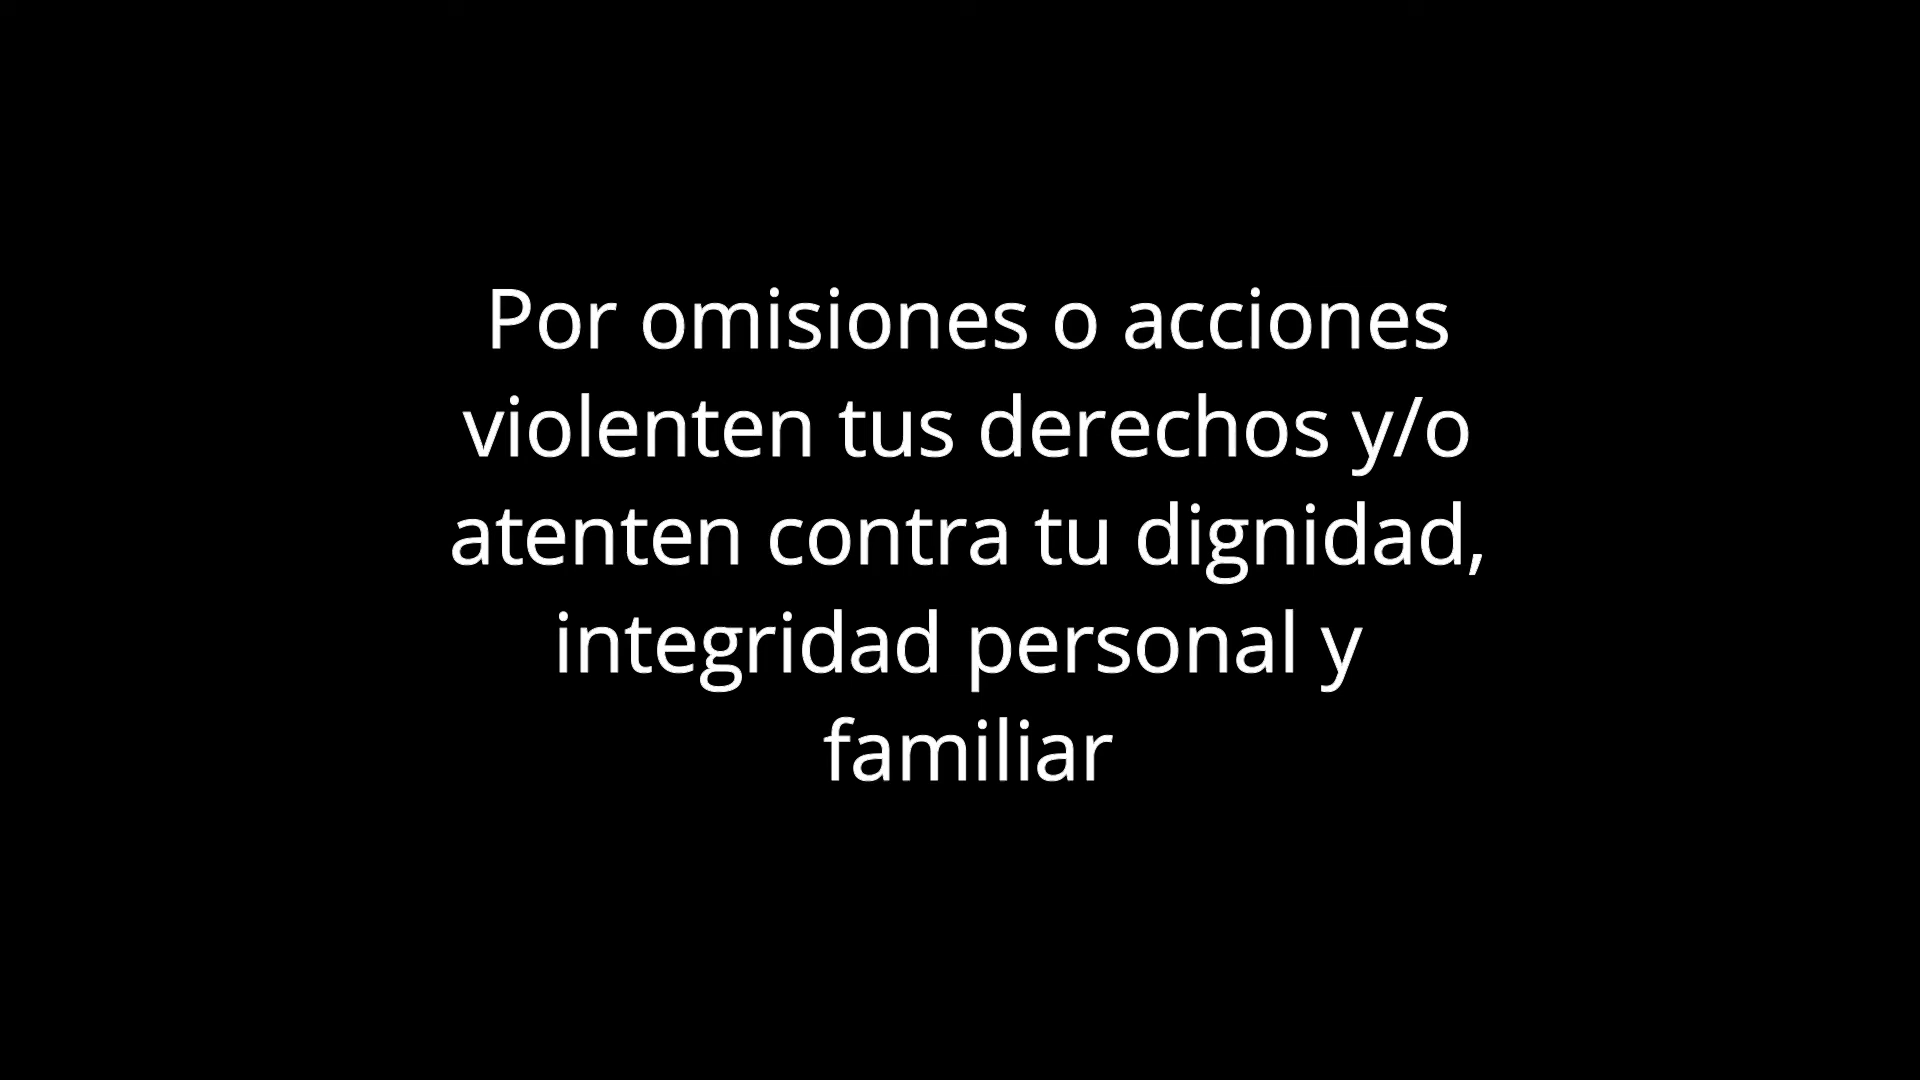 Por omisiones o acciones
violenten tus derechos y/o
atenten contra tu dignidad,
integridad personal y
familiar